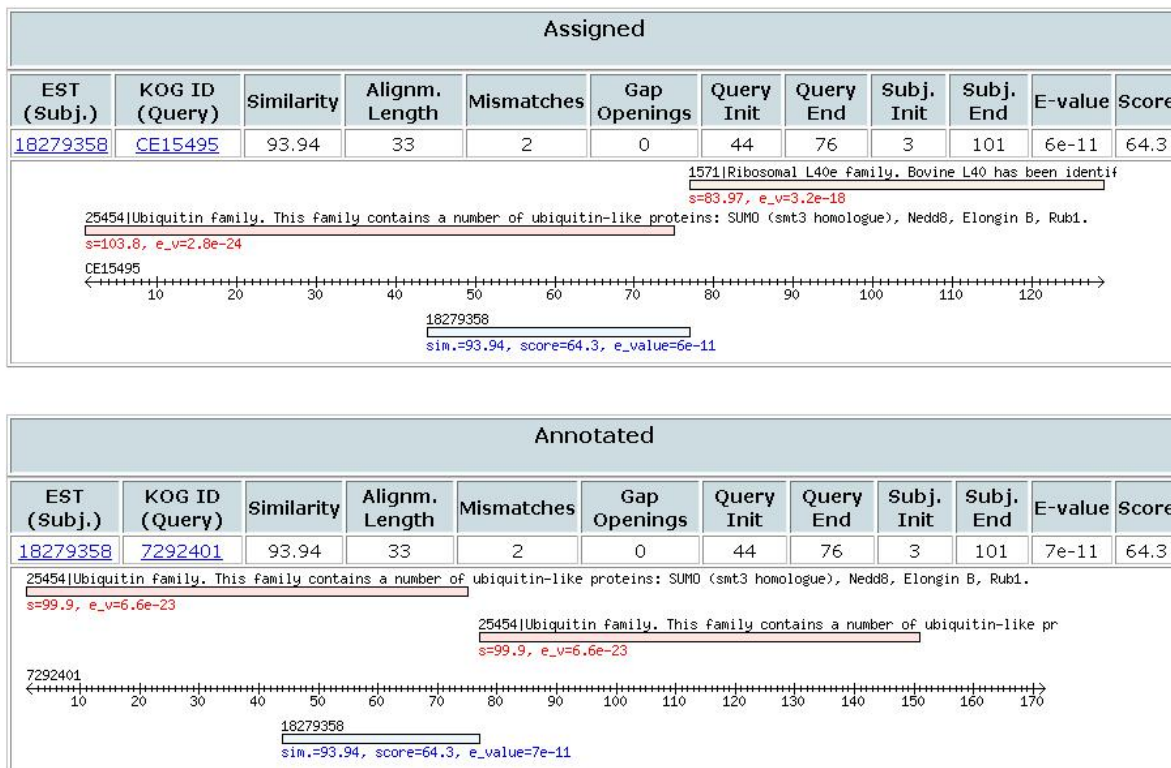 Assigned
EST (Subj.) KOG ID (Query) Similarity Alignm. Length Mismatches Gap Openings Query Init Query End Subj. Init Subj. End E-value Score
18279358 CE15495 93.94 33 2 0 44 76 3 101 6e-11 64.3
1571|Ribosomal L40e family. Bovine L40 has been identif
s=83.97, e_v=3.2e-18
25454|Ubiquitin family. This family contains a number of ubiquitin-like proteins: SUMO (smt3 homologue), Nedd8, Elongin B, Rub1.
s=103.8, e_v=2.8e-24
CE15495
10 20 30 40 50 60 70 80 90 100 110 120
18279358
sim.=93.94, score=64.3, e_value=6e-11
Annotated
EST (Subj.) KOG ID (Query) Similarity Alignm. Length Mismatches Gap Openings Query Init Query End Subj. Init Subj. End E-value Score
18279358 7292401 93.94 33 2 0 44 76 3 101 7e-11 64.3
25454|Ubiquitin family. This family contains a number of ubiquitin-like proteins: SUMO (smt3 homologue), Nedd8, Elongin B, Rub1.
s=99.9, e_v=6.6e-23
25454|Ubiquitin family. This family contains a number of ubiquitin-like pr
s=99.9, e_v=6.6e-23
7292401
10 20 30 40 50 60 70 80 90 100 110 120 130 140 150 160 170
18279358
sim.=93.94, score=64.3, e_value=7e-11